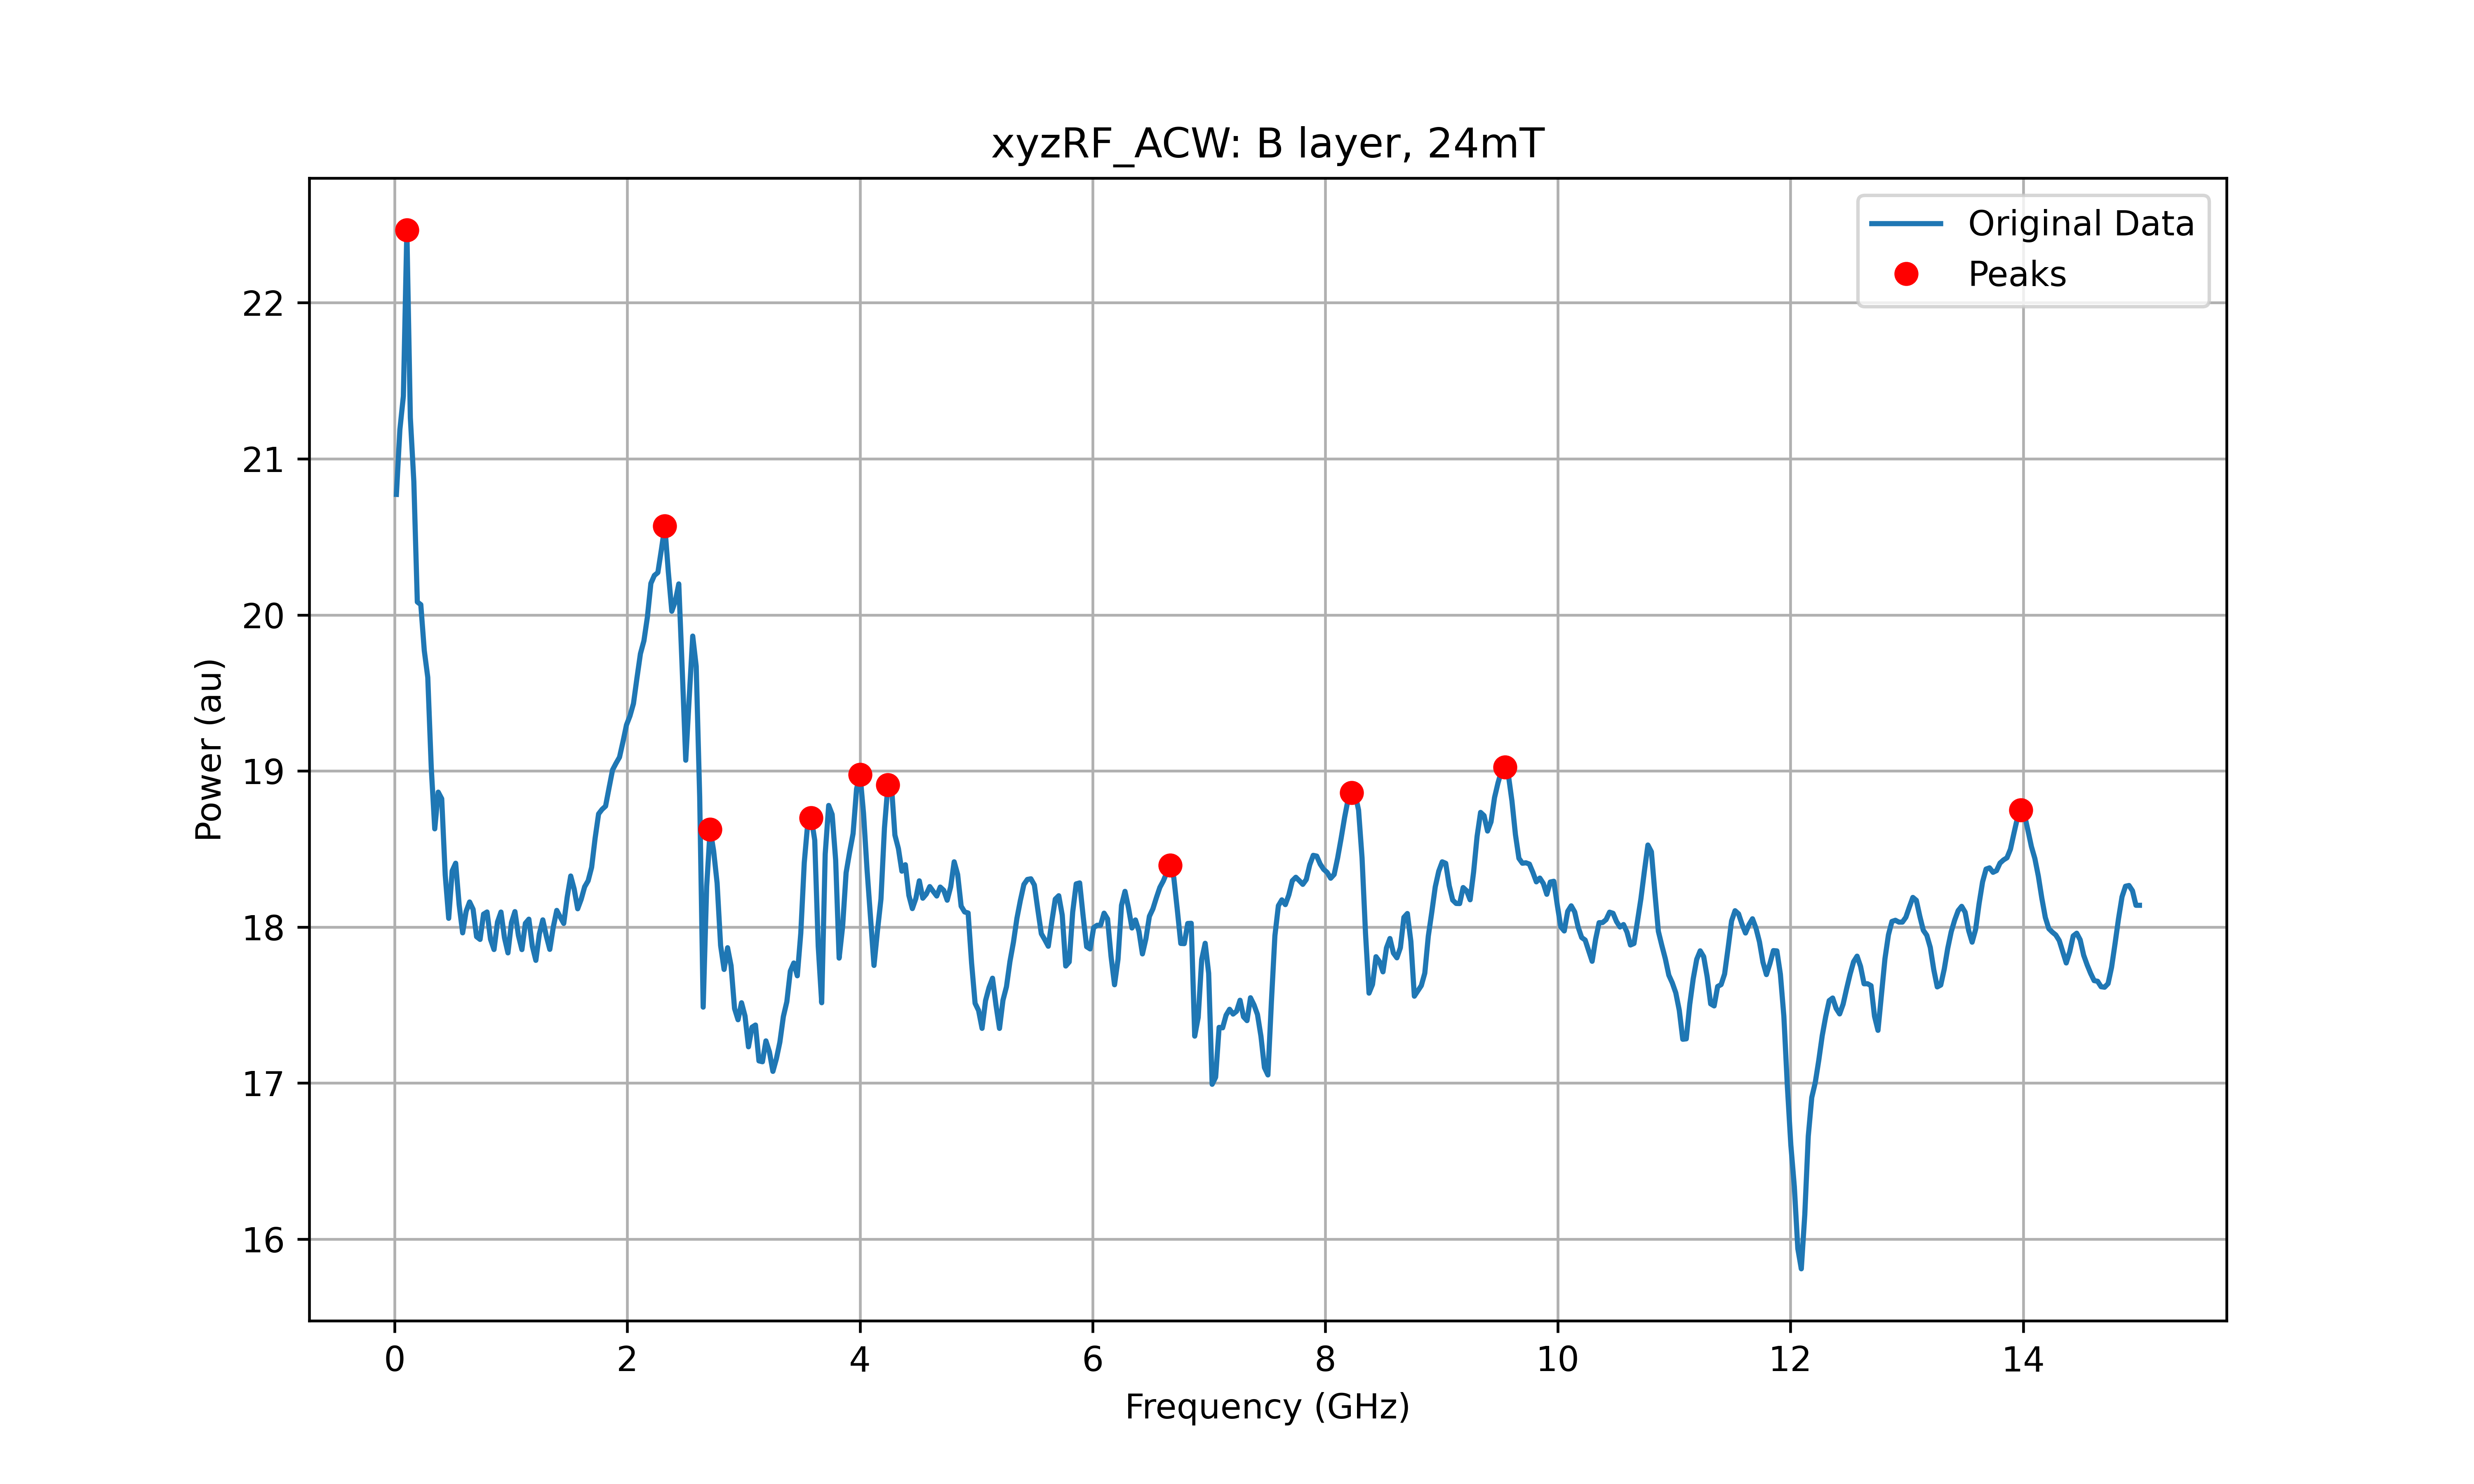 xyzRF_ACW: B layer, 24mT
Original Data
Peaks
22
21
20
19
18
17
16
Power (au)
0 2 4 6 8 10 12 14
Frequency (GHz)